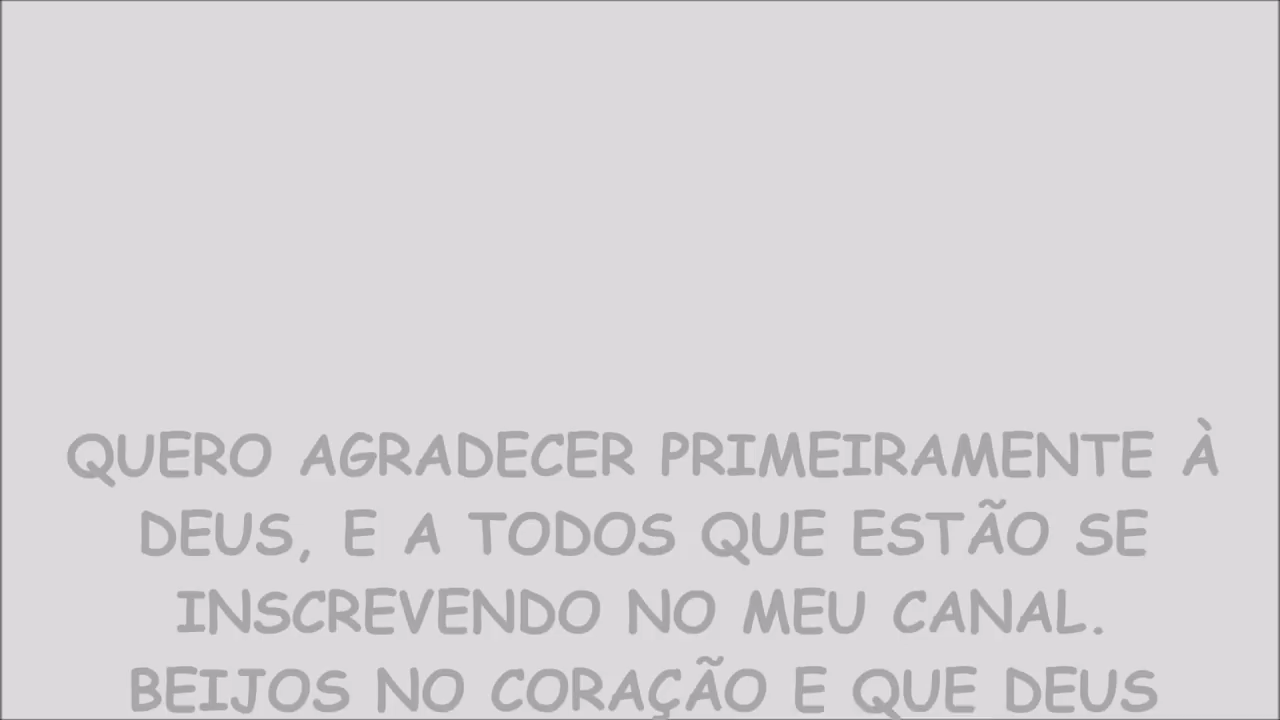 QUERO AGRADECER PRIMEIRAMENTE À
DEUS, E A TODOS QUE ESTÃO SE
INSCREVENDO NO MEU CANAL.
BEIJOS NO CORAÇÃO E QUE DEUS